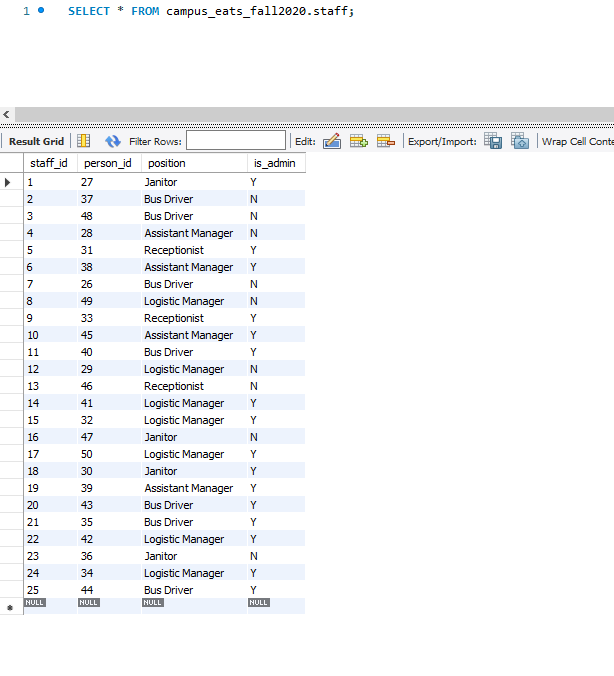 1 SELECT * FROM campus_eats_fall2020.staff;
Result Grid Filter Rows: Edit: Export/Import: Wrap Cell Conte
staff_id person_id position is_admin
1 27 Janitor Y
2 37 Bus Driver N
3 48 Bus Driver N
4 28 Assistant Manager N
5 31 Receptionist Y
6 38 Assistant Manager Y
7 26 Bus Driver N
8 49 Logistic Manager N
9 33 Receptionist Y
10 45 Assistant Manager Y
11 40 Bus Driver Y
12 29 Logistic Manager N
13 46 Receptionist N
14 41 Logistic Manager Y
15 32 Logistic Manager Y
16 47 Janitor N
17 50 Logistic Manager Y
18 30 Janitor Y
19 39 Assistant Manager Y
20 43 Bus Driver Y
21 35 Bus Driver Y
22 42 Logistic Manager Y
23 36 Janitor N
24 34 Logistic Manager Y
25 44 Bus Driver Y
NULL NULL NULL NULL